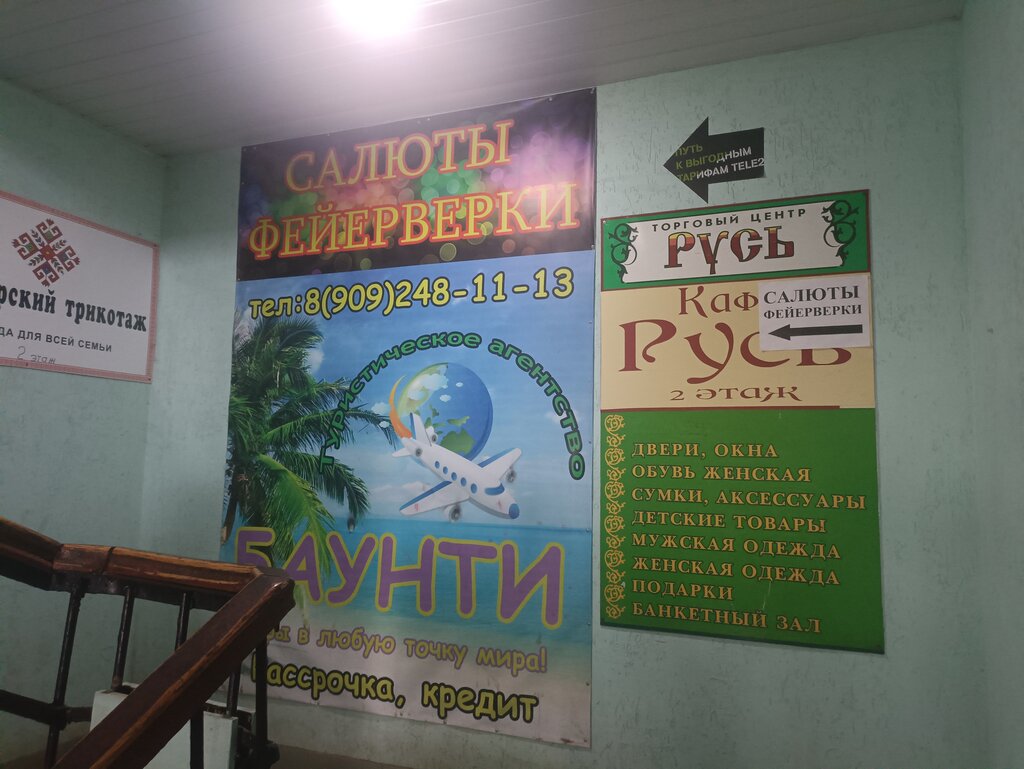 рский трикотаж
ДА ДЛЯ ВСЕЙ СЕМЬИ
2 этаж
САЛЮТЫ
ФЕЙЕРВЕРКИ
тел:8(909)248-11-13
Туристическое агентство
БАУНТИ
в любую точку мира!
Рассрочка, кредит
ПУТЬ
К ВЫГОДНЫМ
ТАРИФАМ TELE2
ТОРГОВЫЙ ЦЕНТР
РУСЬ
Каф
САЛЮТЫ
ФЕЙЕРВЕРКИ
Русь
2 этаж
ДВЕРИ, ОКНА
ОБУВЬ ЖЕНСКАЯ
СУМКИ, АКСЕССУАРЫ
ДЕТСКИЕ ТОВАРЫ
МУЖСКАЯ ОДЕЖДА
ЖЕНСКАЯ ОДЕЖДА
ПОДАРКИ
БАНКЕТНЫЙ ЗАЛ